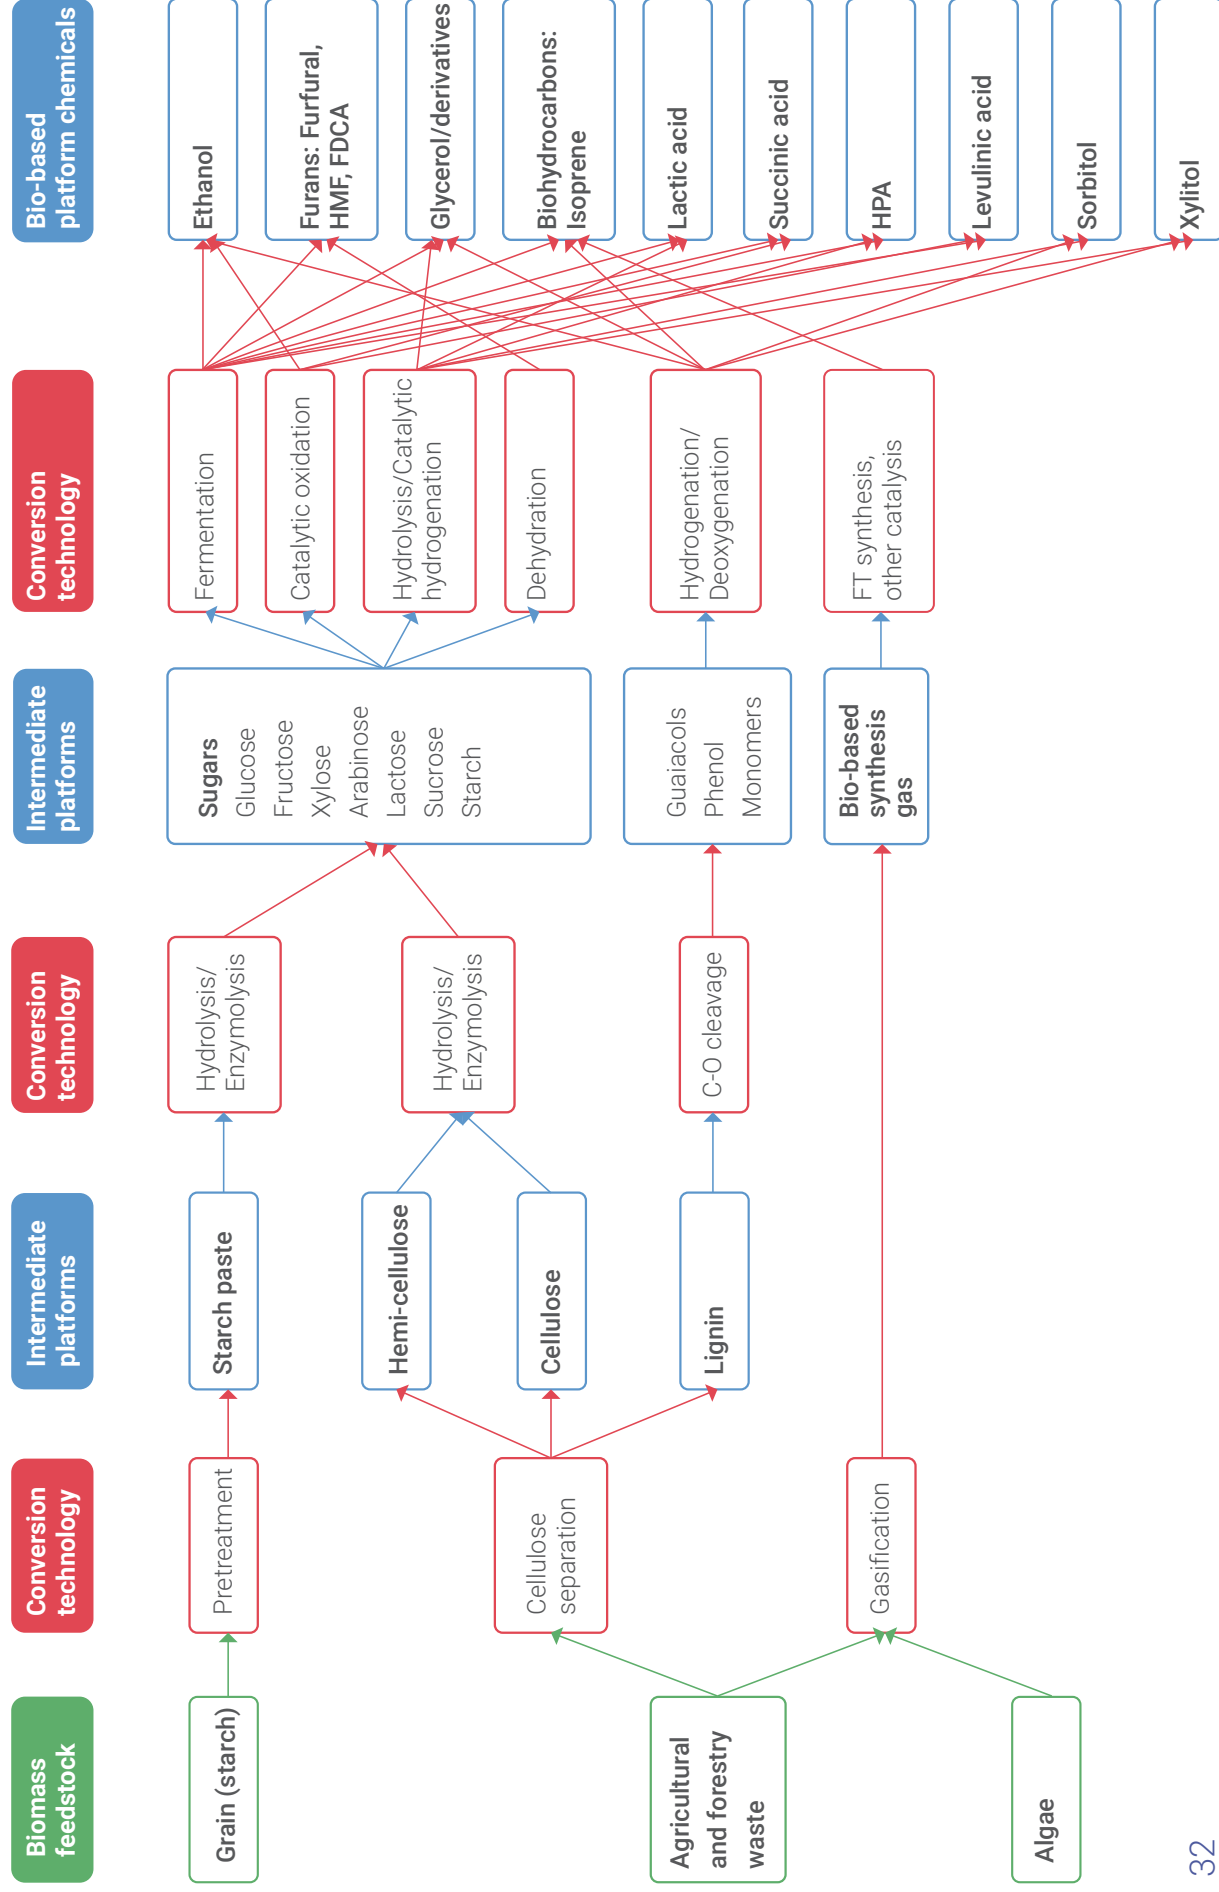 Biomass
feedstock
Conversion
technology
Intermediate
platforms
Conversion
technology
Intermediate
platforms
Conversion
technology
Bio-based
platform chemicals
Grain (starch)
Agricultural
and forestry
waste
Algae
Pretreatment
Cellulose
separation
Gasification
Starch paste
Hemi-cellulose
Cellulose
Lignin
Hydrolysis/
Enzymolysis
Hydrolysis/
Enzymolysis
C-O cleavage
Sugars
Glucose
Fructose
Xylose
Arabinose
Lactose
Sucrose
Starch
Guaiacols
Phenol
Monomers
Bio-based
synthesis
gas
Fermentation
Catalytic oxidation
Hydrolysis/Catalytic
hydrogenation
Dehydration
Hydrogenation/
Deoxygenation
FT synthesis,
other catalysis
Ethanol
Furans: Furfural,
HMF, FDCA
Glycerol/derivatives
Biohydrocarbons:
Isoprene
Lactic acid
Succinic acid
HPA
Levulinic acid
Sorbitol
Xylitol
32